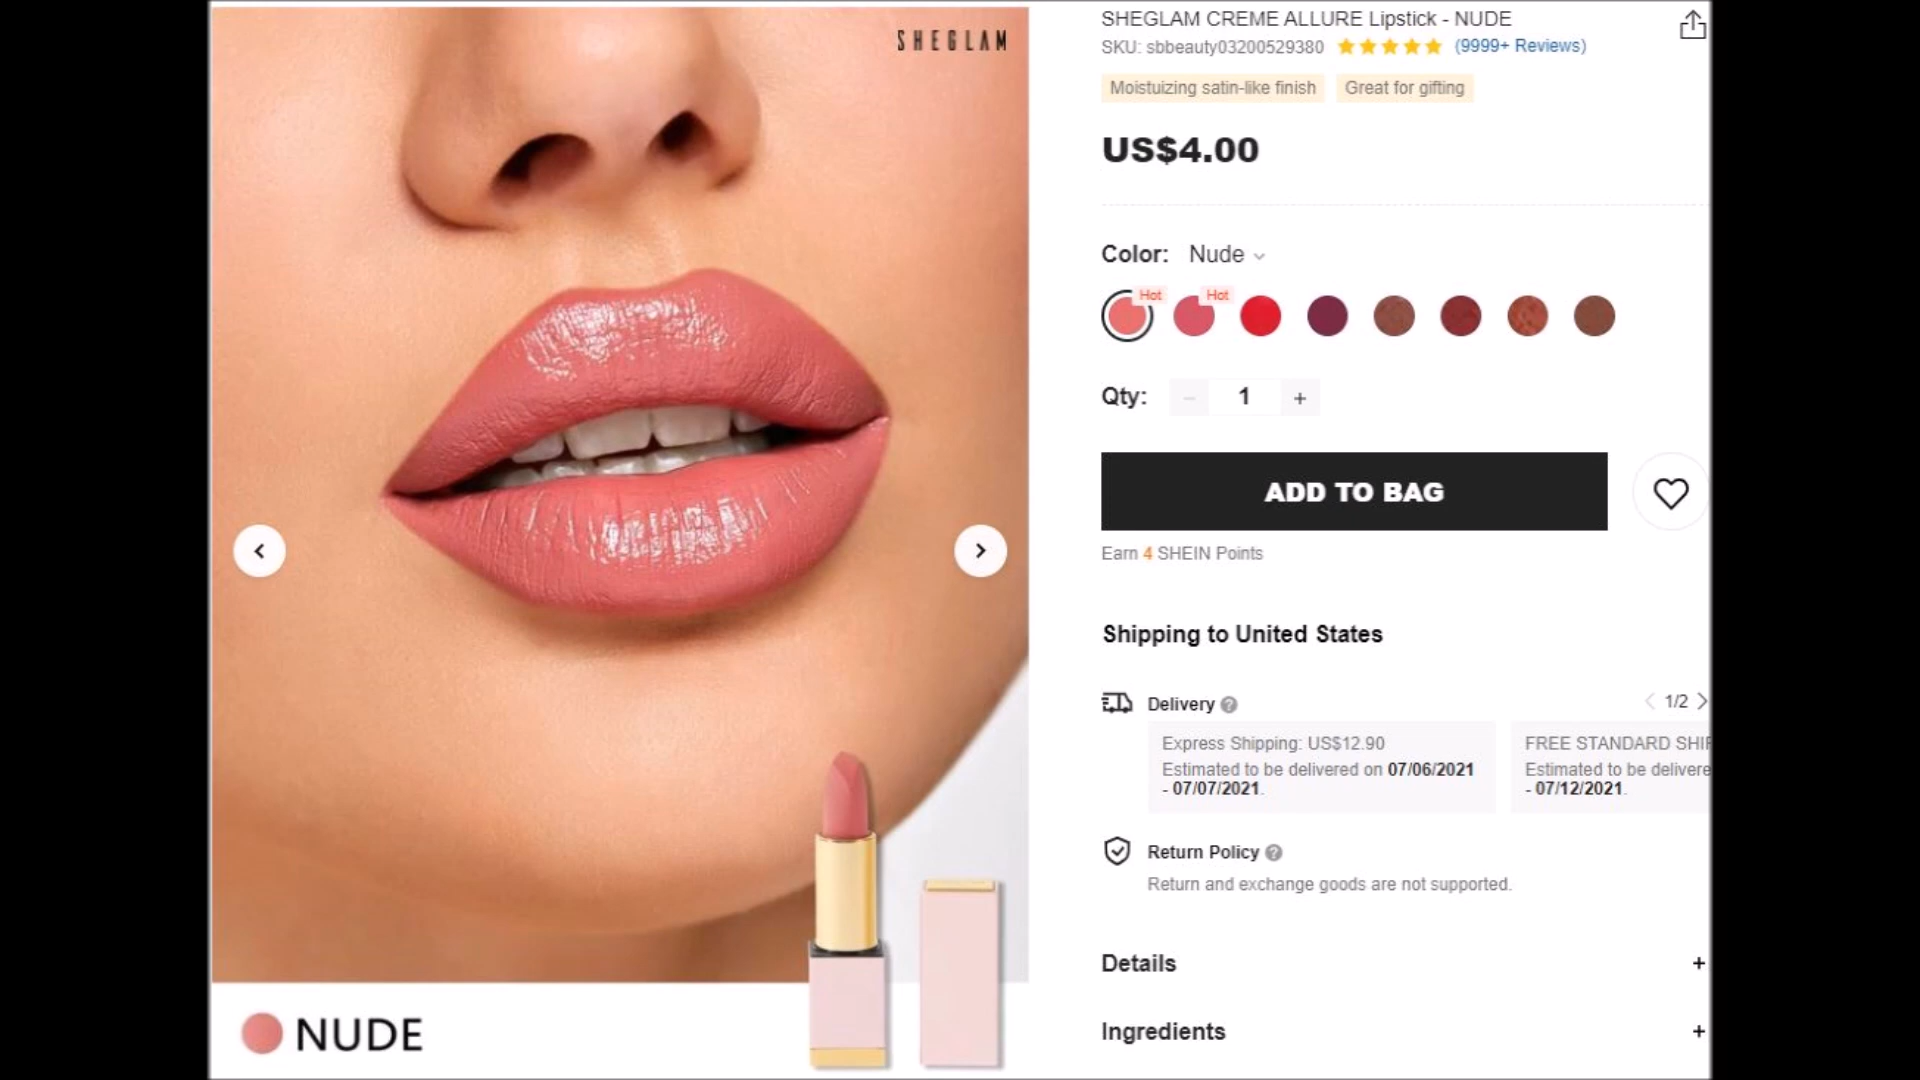 SHEGLAM
NUDE
SHEGLAM CREME ALLURE Lipstick - NUDE
SKU: sbbeauty03200529380 (9999+ Reviews)
Moistuizing satin-like finish Great for gifting
US$4.00
Color: Nude
Hot Hot
Qty: - 1 +
ADD TO BAG
Earn 4 SHEIN Points
Shipping to United States
Delivery ? 1/2
Express Shipping: US$12.90
Estimated to be delivered on 07/06/2021
- 07/07/2021.
FREE STANDARD
Estimated to be
- 07/12/2021.
Return Policy ?
Return and exchange goods are not supported.
Details +
Ingredients +